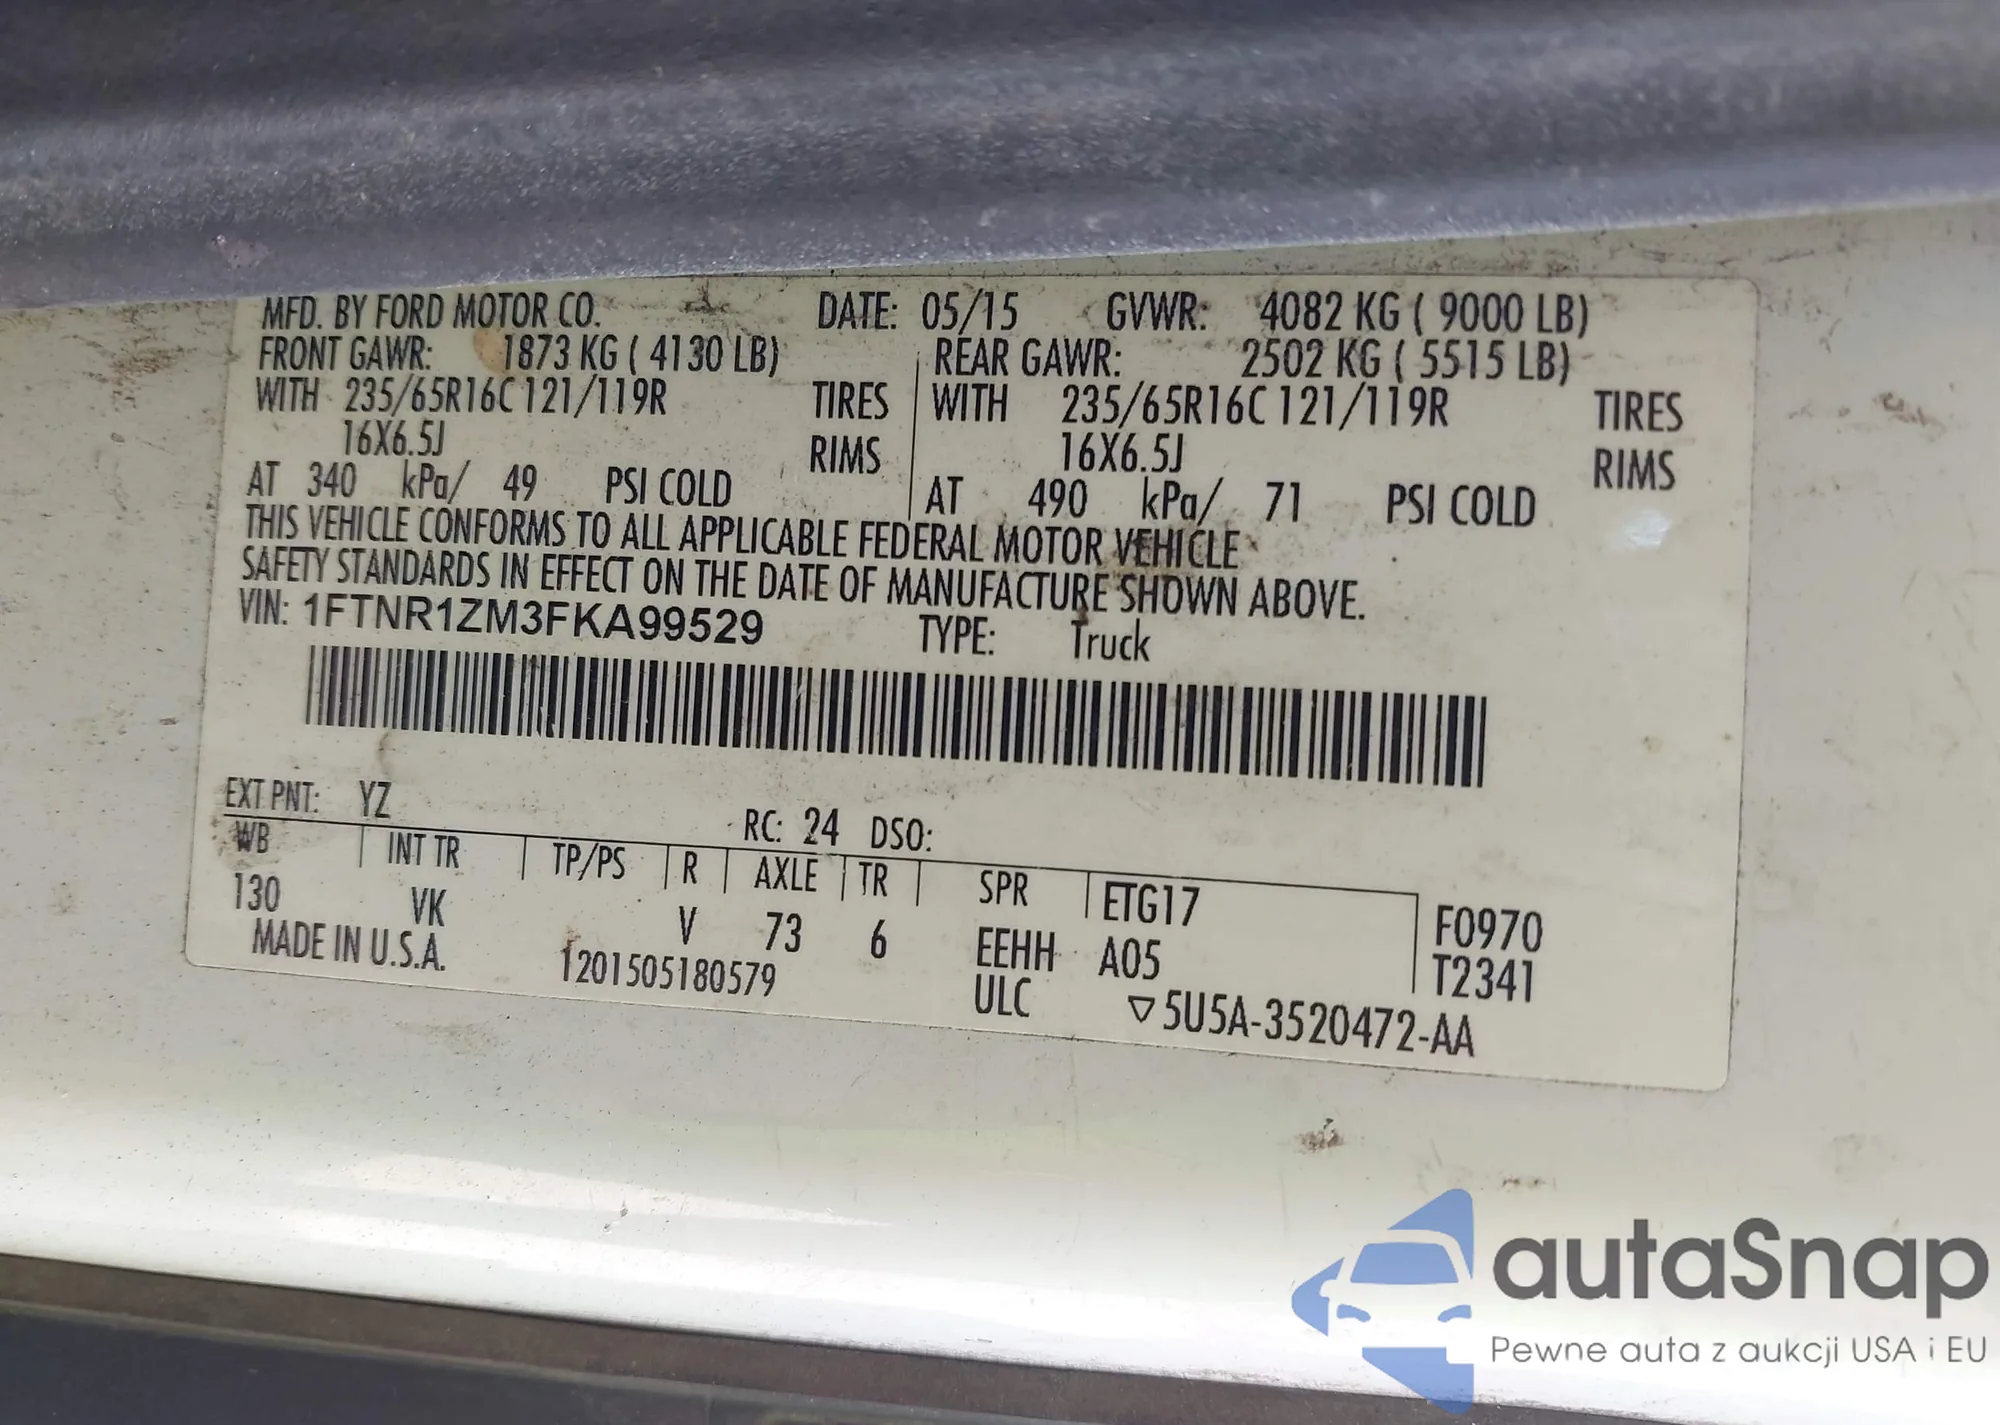 MFD. BY FORD MOTOR CO. DATE: 05/15 GVWR: 4082 KG ( 9000 LB)
FRONT GAWR: 1873 KG ( 4130 LB) REAR GAWR: 2502 KG ( 5515 LB)
WITH 235/65R16C 121/119R TIRES WITH 235/65R16C 121/119R TIRES
16X6.5J RIMS 16X6.5J RIMS
AT 340 kPa/ 49 PSI COLD AT 490 kPa/ 71 PSI COLD
THIS VEHICLE CONFORMS TO ALL APPLICABLE FEDERAL MOTOR VEHICLE
SAFETY STANDARDS IN EFFECT ON THE DATE OF MANUFACTURE SHOWN ABOVE.
VIN: 1FTNR1ZM3FKA99529 TYPE: Truck
EXT PNT: YZ RC: 24 DSO:
WB INT TR TP/PS R AXLE TR SPR ETG17 F0970
130 VK V 73 6 EEHH A05 T2341
MADE IN U.S.A. 1201505180579 ULC ▽5U5A-3520472-AA
autaSnap
Pewne auta z aukcji USA i EU